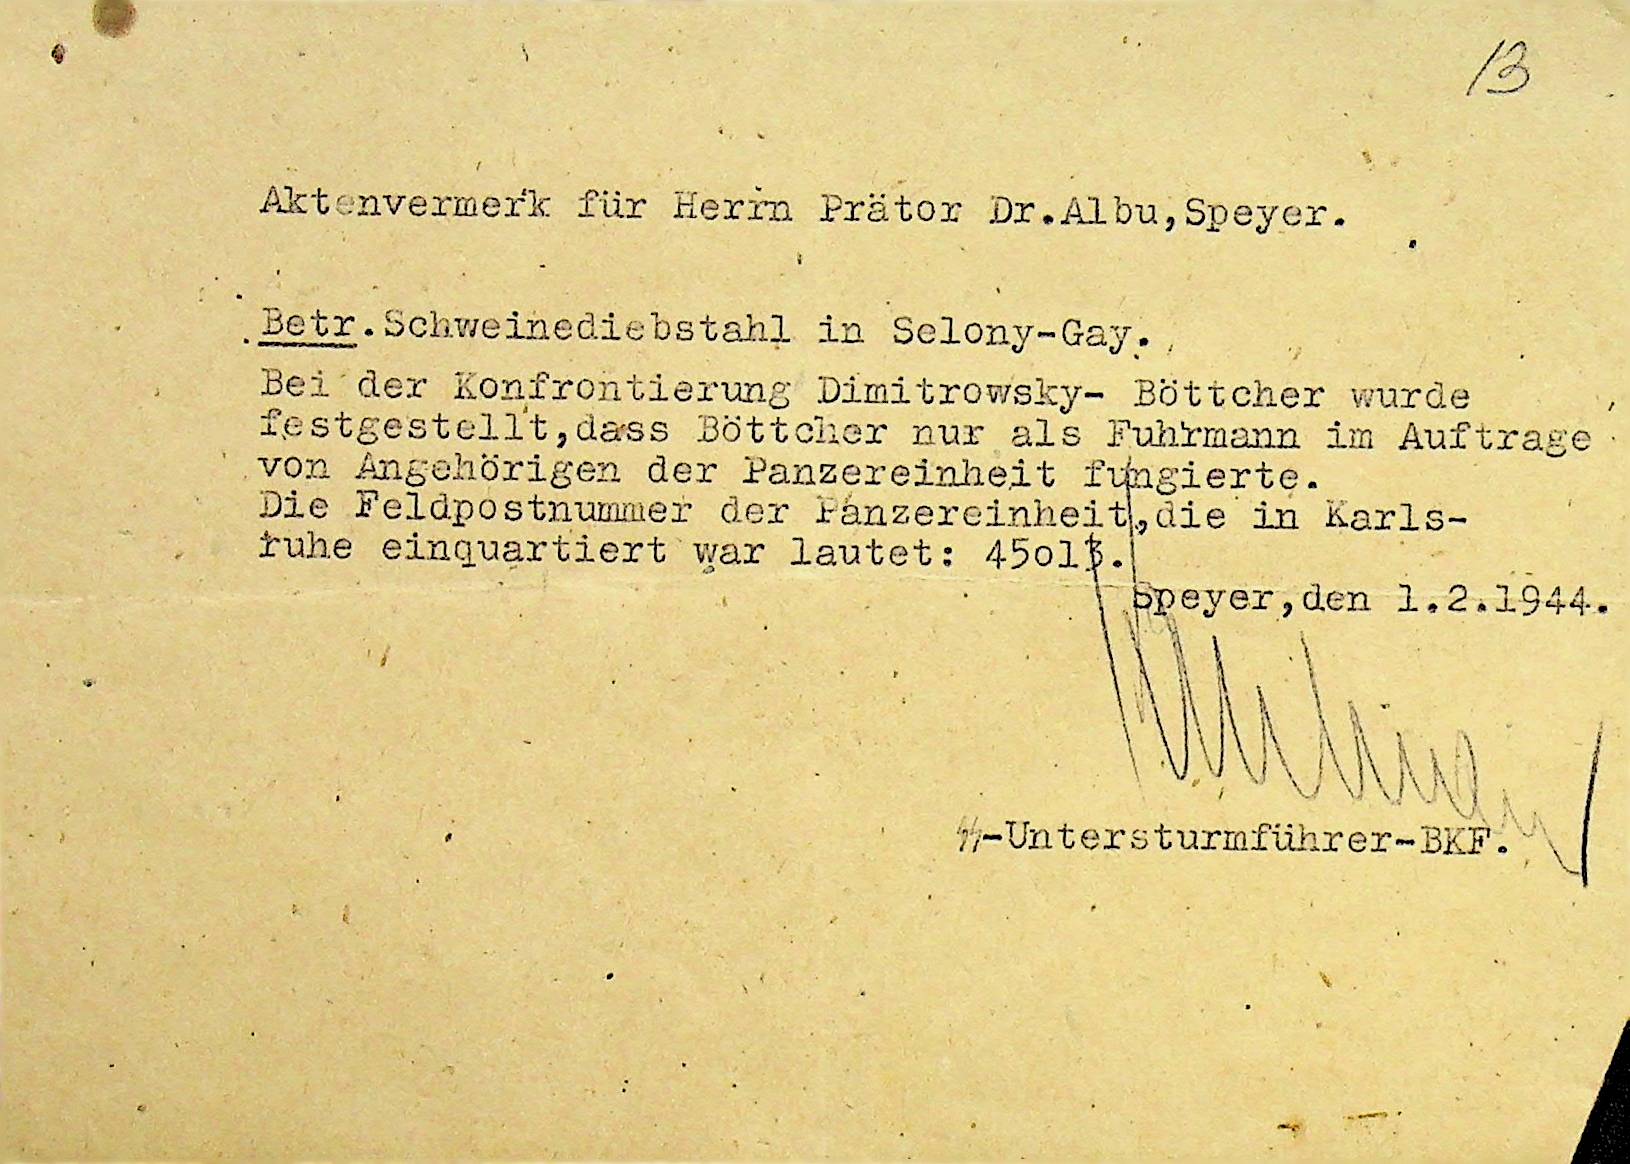 13
Aktenvermerk für Herrn Prätor Dr.Albu,Speyer.
Betr.Schweinediebstahl in Selony-Gay.
Bei der Konfrontierung Dimitrowsky- Böttcher wurde
festgestellt,dass Böttcher nur als Fuhrmann im Auftrage
von Angehörigen der Panzereinheit fungierte.
Die Feldpostnummer der Panzereinheit,die in Karls-
ruhe einquartiert war lautet: 45o13.
Speyer,den 1.2.1944.
ᛋᛋ-Untersturmführer-BKF.